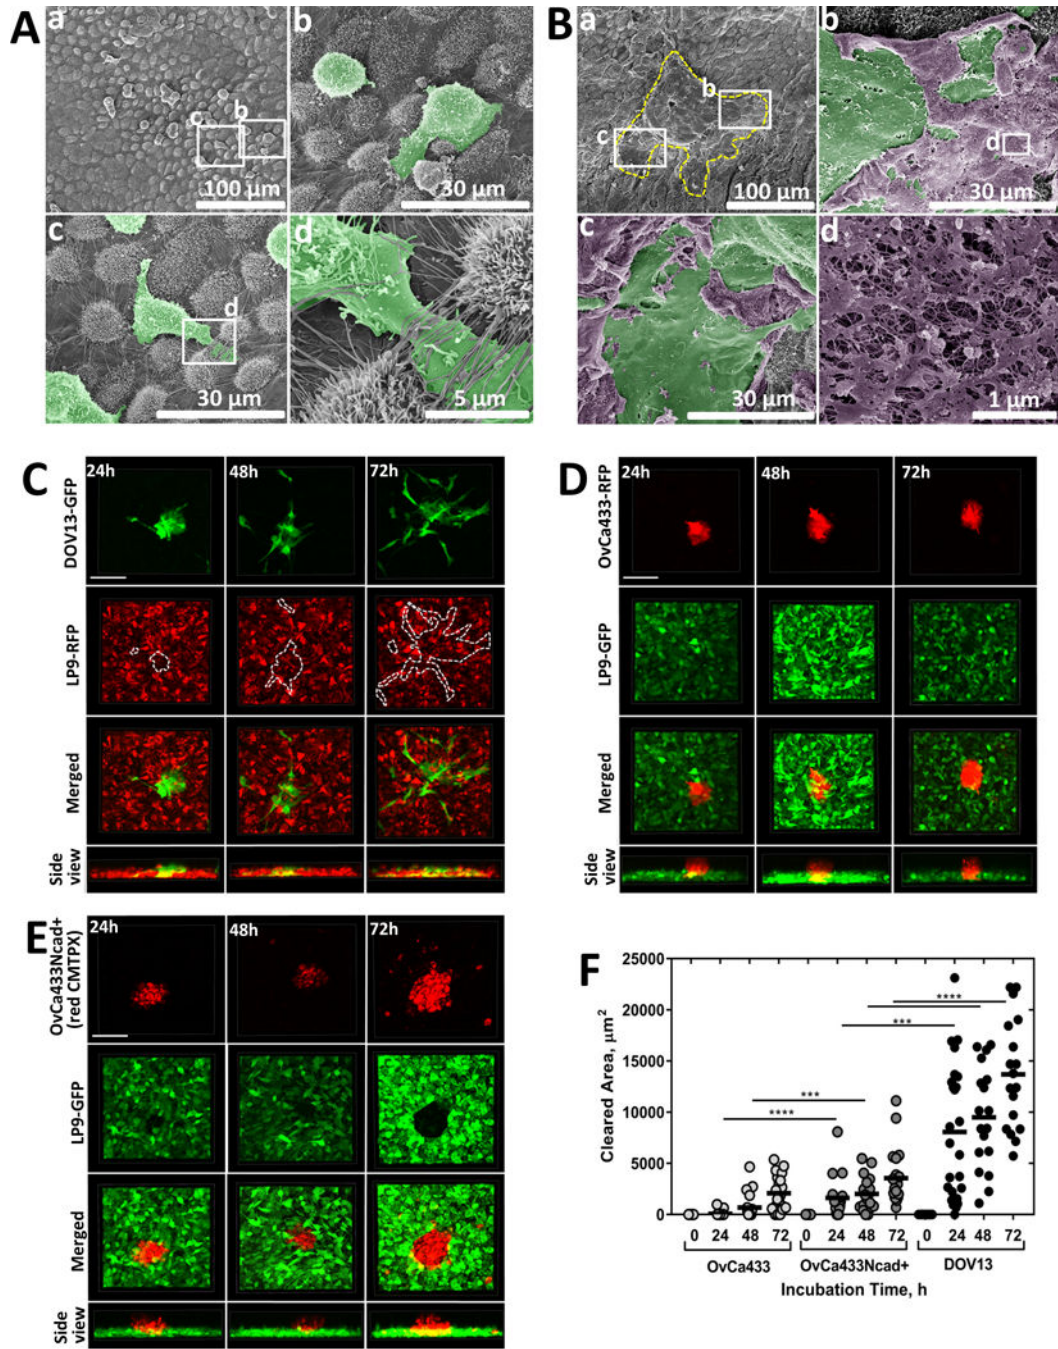 A
a
c
b
100 µm
b
30 µm
c
d
30 µm
d
5 µm
B
a
b
c
100 µm
b
d
30 µm
c
30 µm
d
1 µm
C
24h
48h
72h
DOV13-GFP
LP9-RFP
Merged
Side
view
D
24h
48h
72h
OvCa433-RFP
LP9-GFP
Merged
Side
view
E
24h
48h
72h
OvCa433Ncad+
(red CMTPX)
LP9-GFP
Merged
Side
view
F
Cleared Area, µm²
25000
20000
15000
10000
5000
0
****
***
***
****
0 24 48 72 0 24 48 72 0 24 48 72
OvCa433 OvCa433Ncad+ DOV13
Incubation Time, h